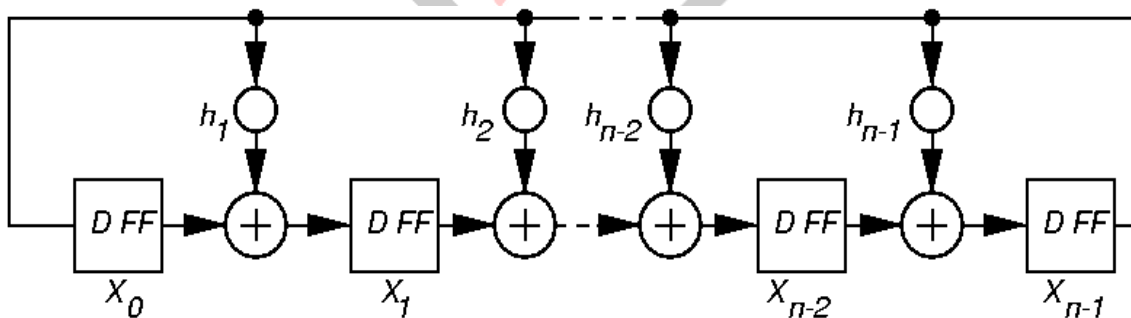 h1 h2 hn-2 hn-1
D FF + D FF + + D FF + D FF
X0 X1 Xn-2 Xn-1